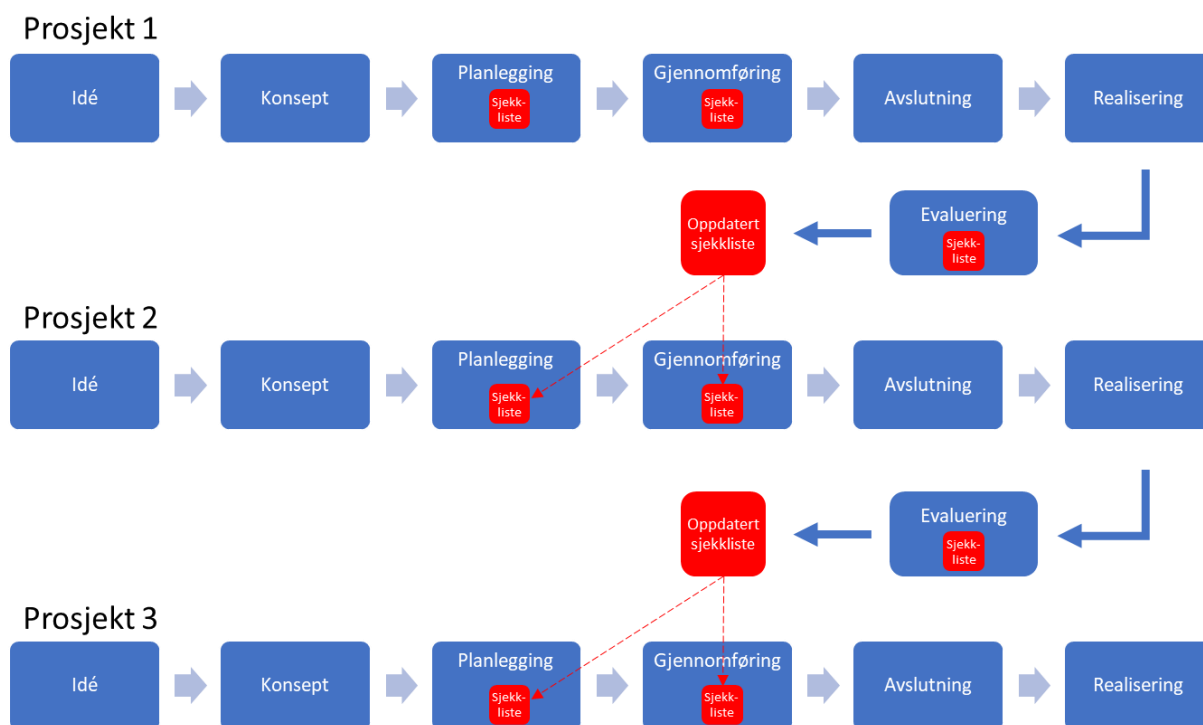 Prosjekt 1
Idé
Konsept
Planlegging
Sjekk-
liste
Gjennomføring
Sjekk-
liste
Avslutning
Realisering
Oppdatert
sjekkliste
Evaluering
Sjekk-
liste
Prosjekt 2
Idé
Konsept
Planlegging
Sjekk-
liste
Gjennomføring
Sjekk-
liste
Avslutning
Realisering
Oppdatert
sjekkliste
Evaluering
Sjekk-
liste
Prosjekt 3
Idé
Konsept
Planlegging
Sjekk-
liste
Gjennomføring
Sjekk-
liste
Avslutning
Realisering